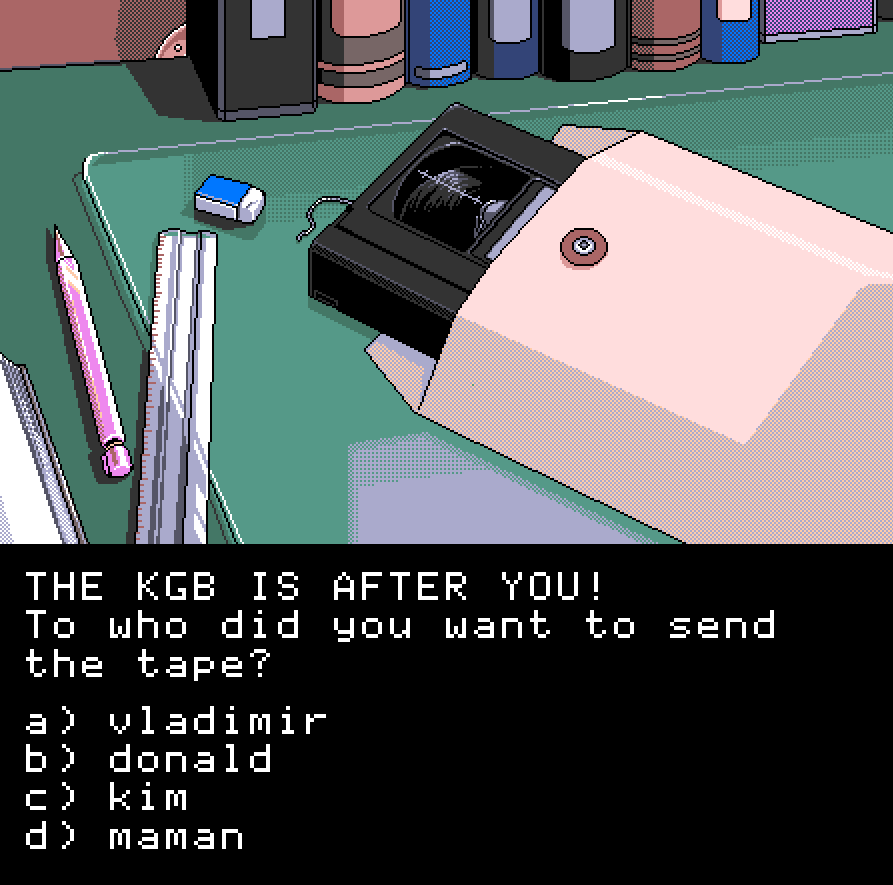 THE KGB IS AFTER YOU!
To who did you want to send
the tape?
a) vladimir
b) donald
c) kim
d) maman